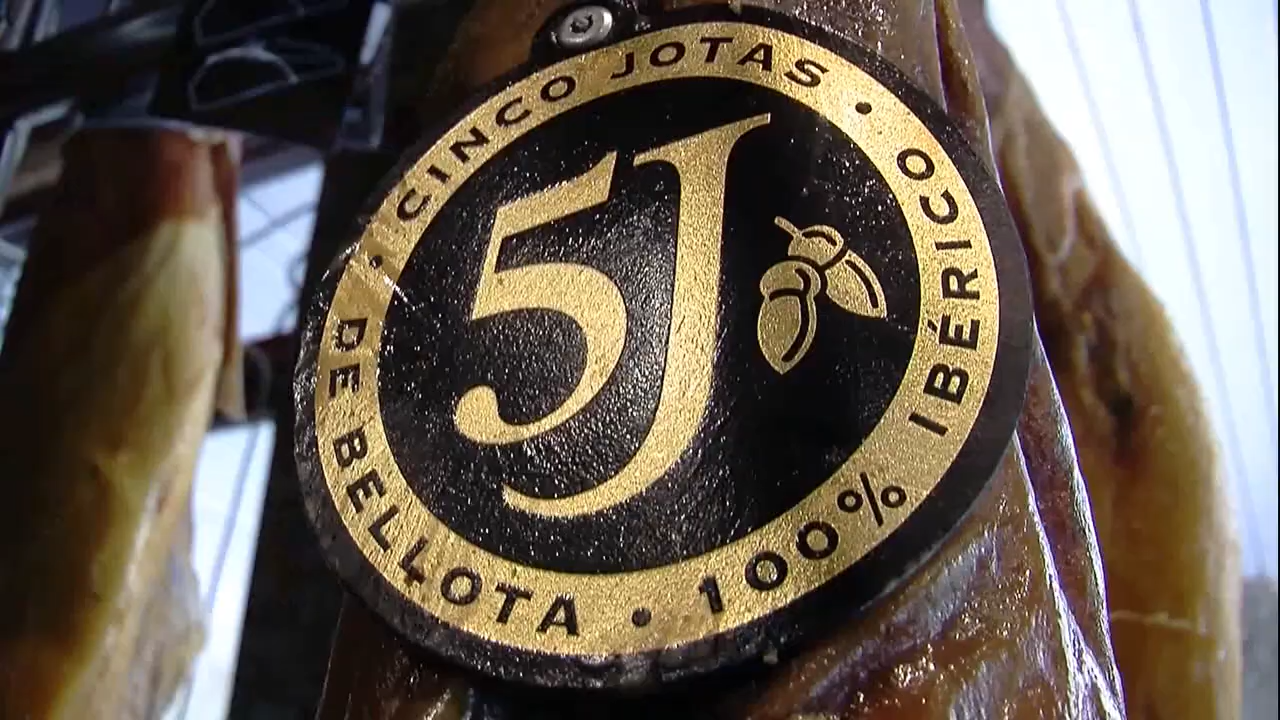 CINCO JOTAS • IBÉRICO
DE BELLOTA • 100%
5J